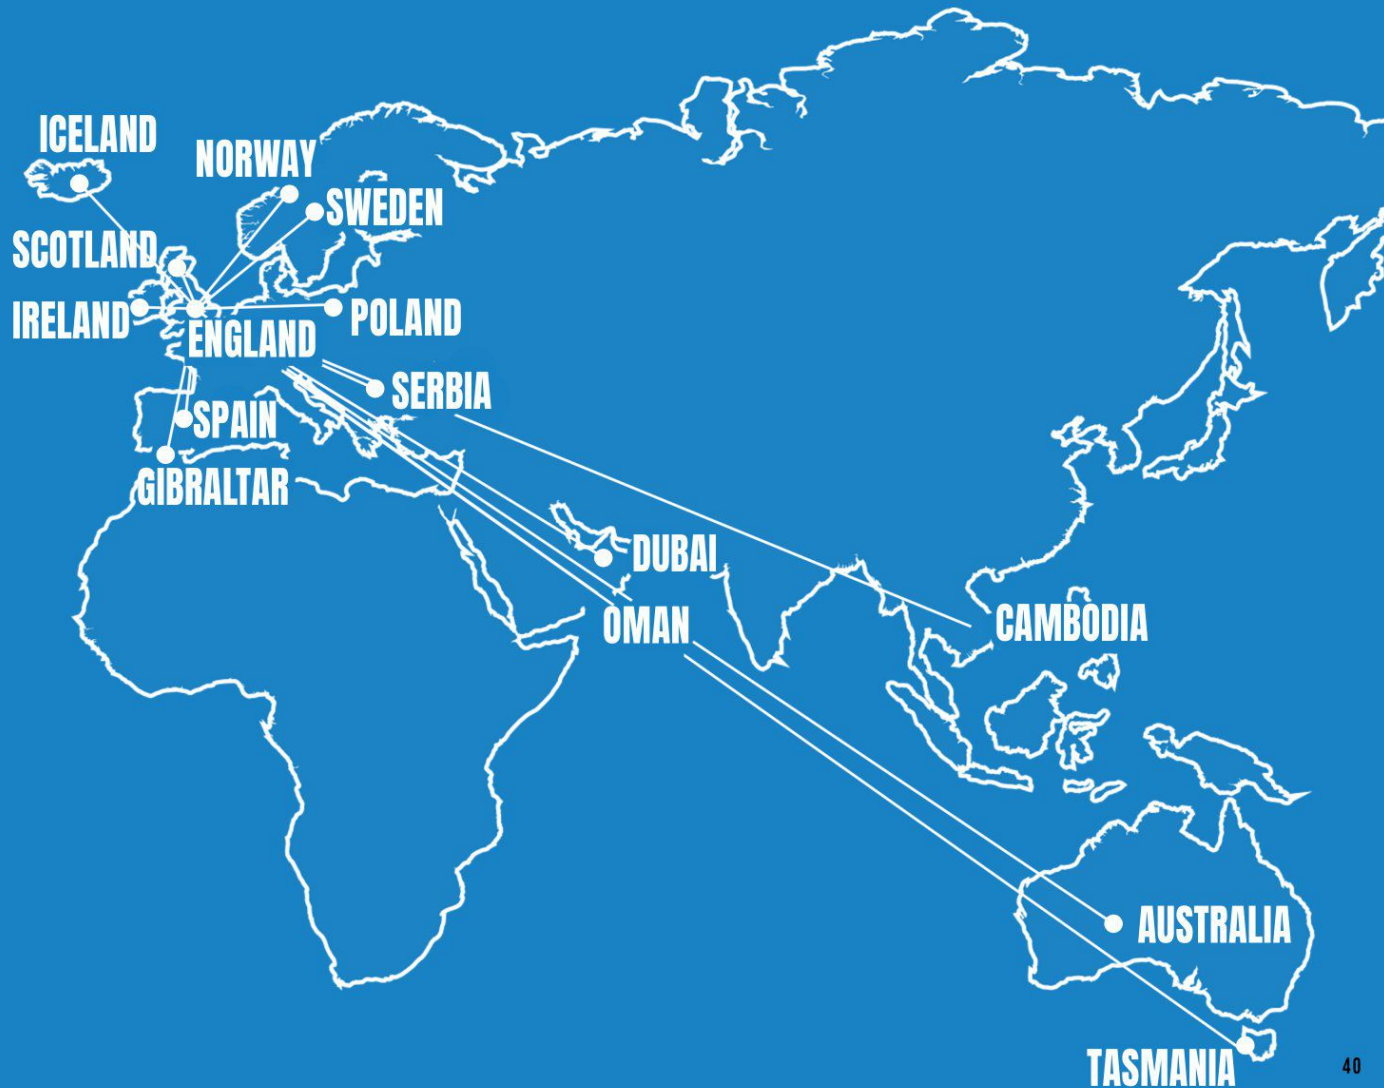 ICELAND
NORWAY
SWEDEN
SCOTLAND
IRELAND
ENGLAND
POLAND
SERBIA
SPAIN
GIBRALTAR
DUBAI
OMAN
CAMBODIA
AUSTRALIA
TASMANIA
40